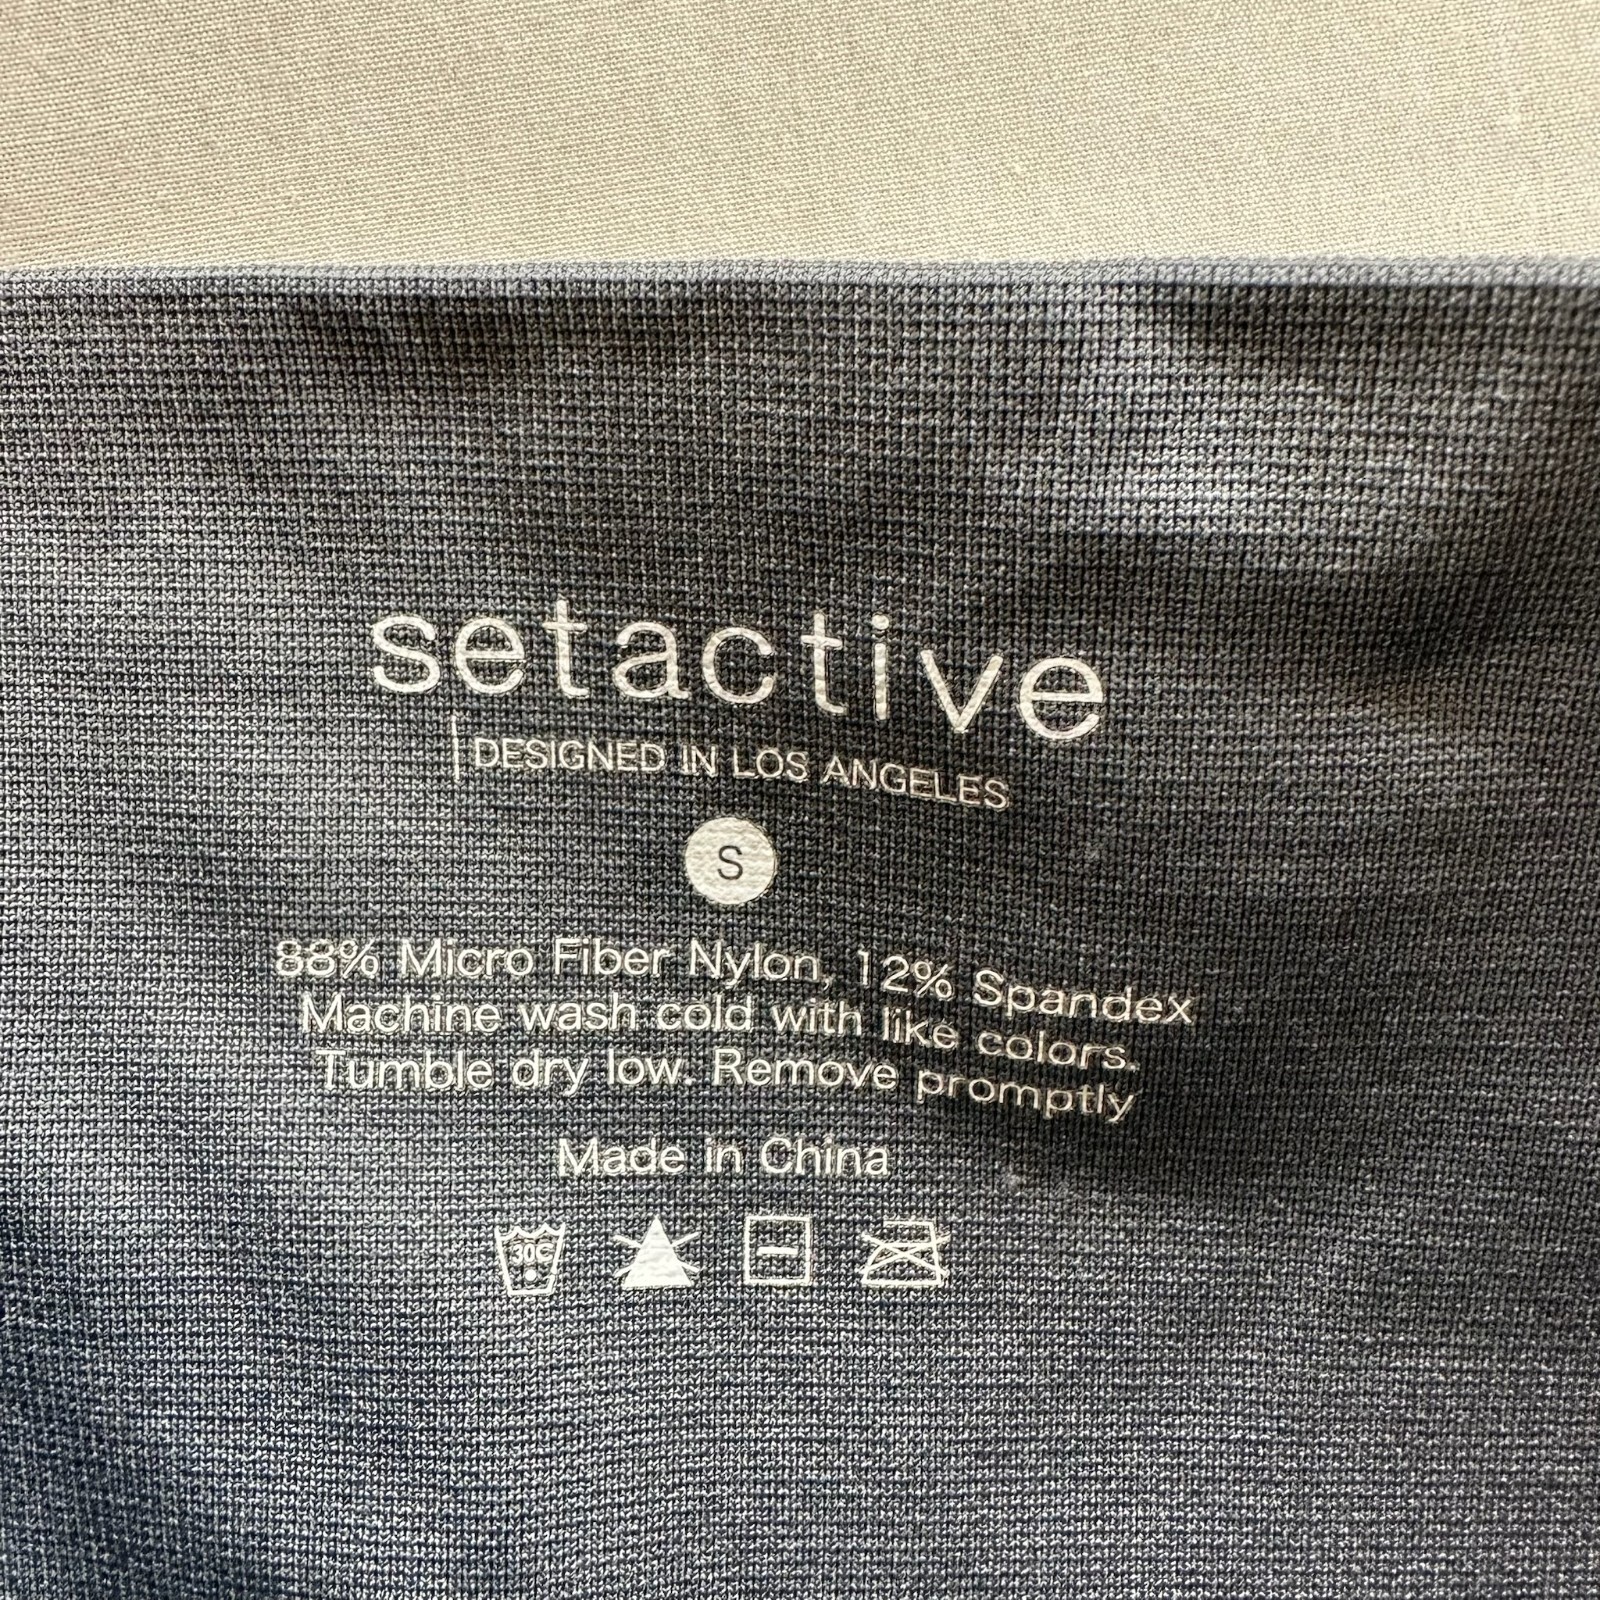 setactive
DESIGNED IN LOS ANGELES
S
88% Micro Fiber Nylon, 12% Spandex
Machine wash cold with like colors.
Tumble dry low. Remove promptly
Made in China
30C